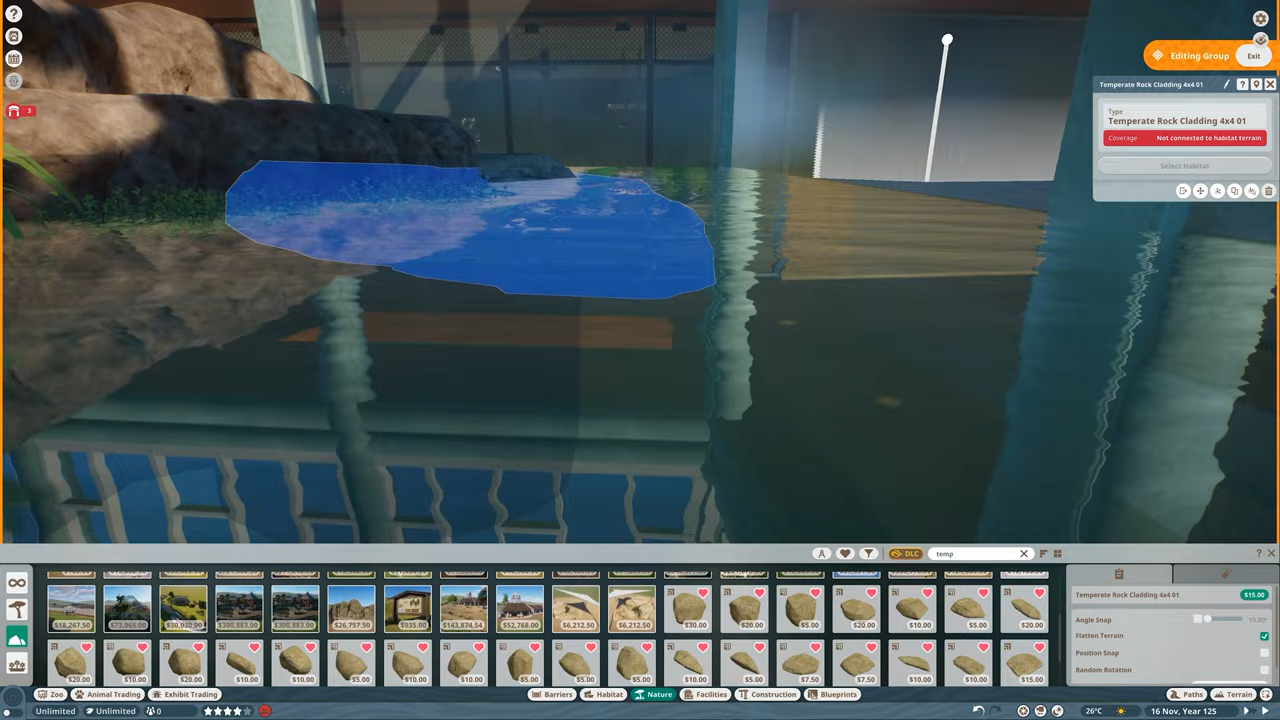 Editing Group Exit
Temperate Rock Cladding 4x4 01
Type
Temperate Rock Cladding 4x4 01
Coverage Not connected to habitat terrain
Select Habitat
3
DLC temp
$18,267.50 $73,065.00 $300,883.00 $300,883.00 $26,757.50 $935.00 $143,874.54 $52,768.00 $6,212.50 $6,212.50 $30.00 $20.00 $5.00 $20.00 $10.00 $5.00 $20.00
$20.00 $10.00 $20.00 $10.00 $5.00 $5.00 $10.00 $10.00 $5.00 $5.00 $5.00 $10.00 $5.00 $7.50 $7.50 $10.00 $10.00 $15.00
Temperate Rock Cladding 4x4 01 $15.00
Angle Snap 15.00°
Flatten Terrain
Position Snap
Random Rotation
Zoo Animal Trading Exhibit Trading Barriers Habitat Nature Facilities Construction Blueprints Paths Terrain
Unlimited Unlimited 0 26°C 16 Nov, Year 125